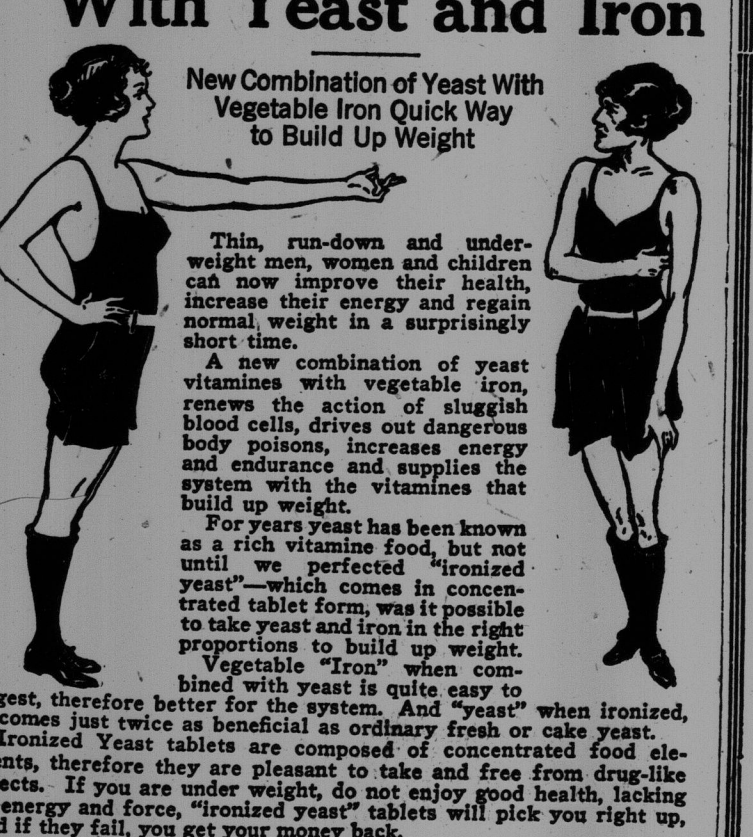 With Yeast and Iron
New Combination of Yeast With
Vegetable Iron Quick Way
to Build Up Weight
Thin, run-down and under-
weight men, women and children
can now improve their health,
increase their energy and regain
normal weight in a surprisingly
short time.
A new combination of yeast
vitamines with vegetable iron,
renews the action of sluggish
blood cells, drives out dangerous
body poisons, increases energy
and endurance and supplies the
system with the vitamines that
build up weight.
For years yeast has been known
as a rich vitamine food, but not
until we perfected "ironized
yeast"—which comes in concen-
trated tablet form, was it possible
to take yeast and iron in the right
proportions to build up weight.
Vegetable "Iron" when com-
bined with yeast is quite easy to
gest, therefore better for the system. And "yeast" when ironized,
comes just twice as beneficial as ordinary fresh or cake yeast.
Ironized Yeast tablets are composed of concentrated food ele-
nts, therefore they are pleasant to take and free from drug-like
ects. If you are under weight, do not enjoy good health, lacking
energy and force, "ironized yeast" tablets will pick you right up,
d if they fail, you get your money back.